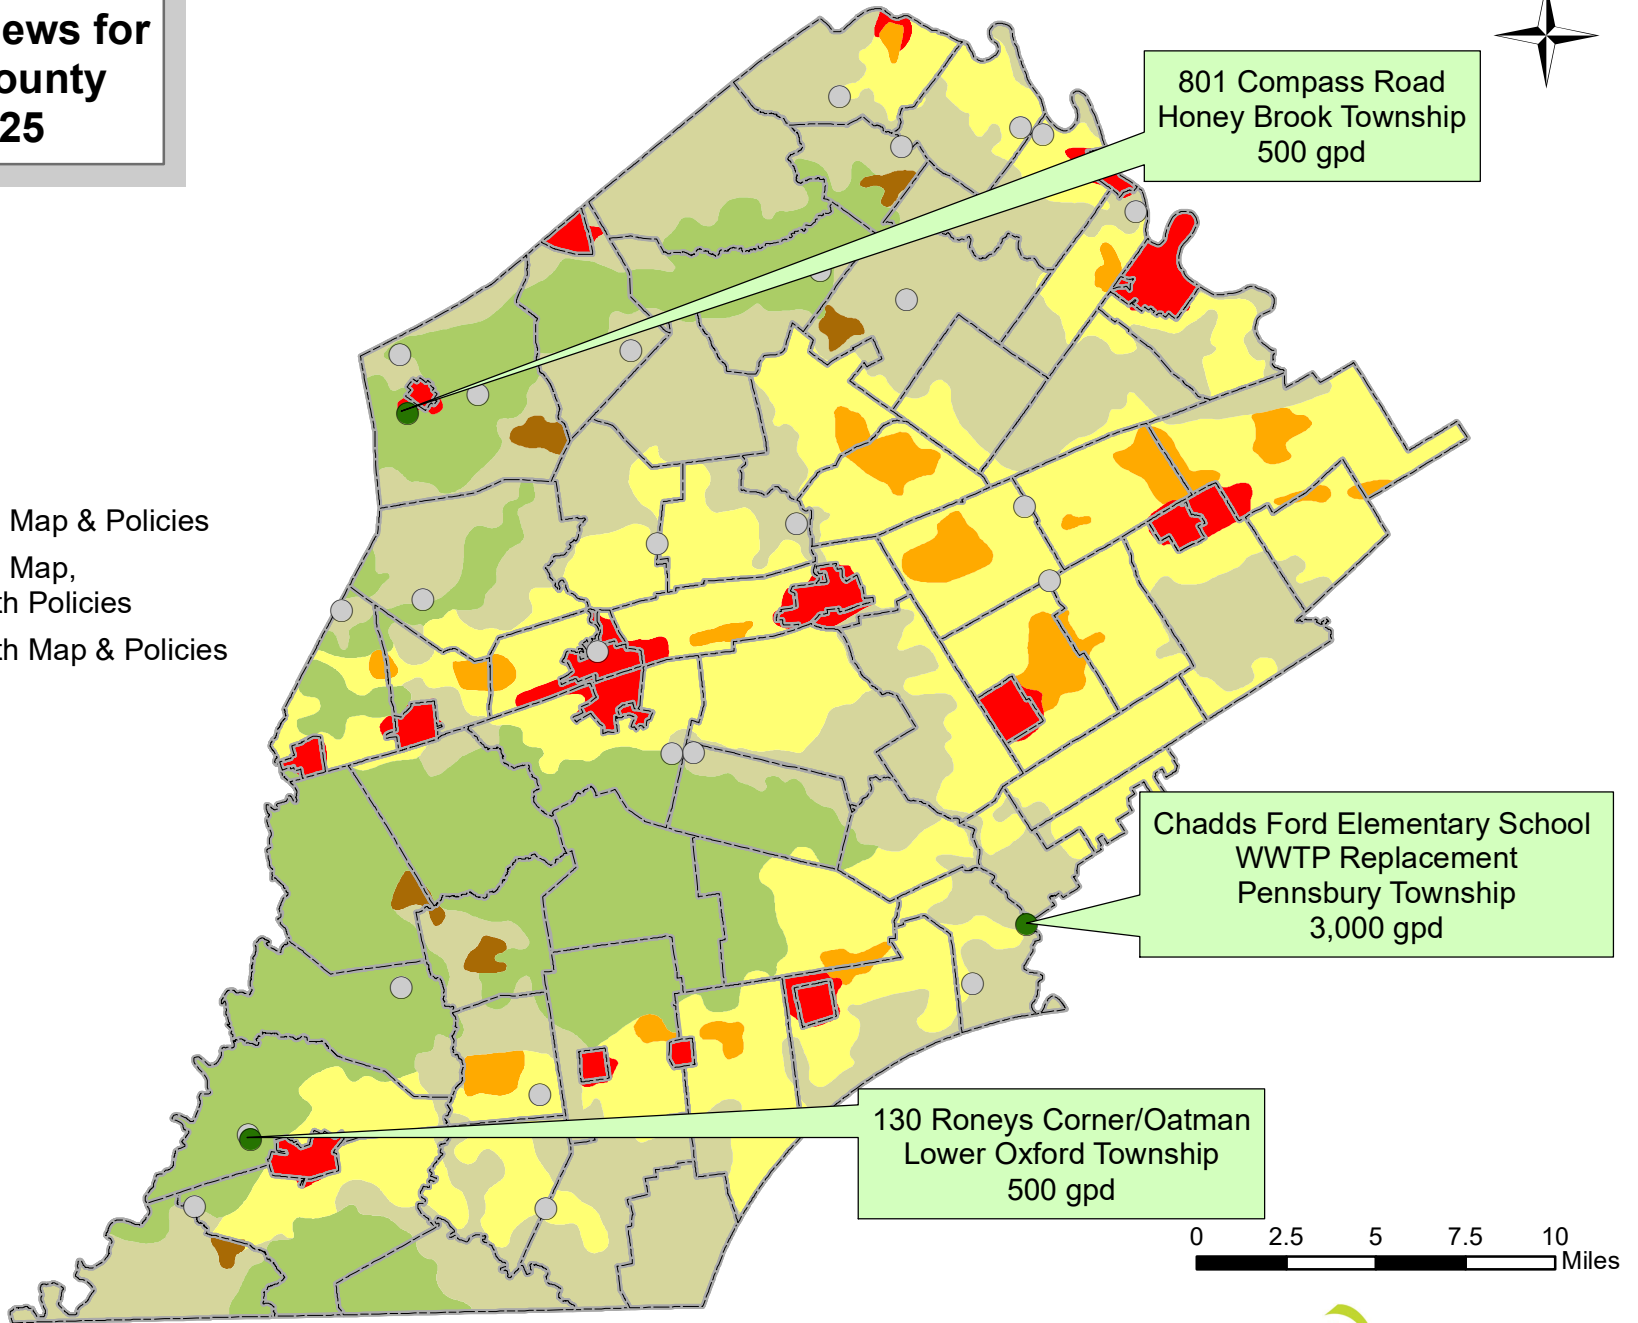 ews for
ounty
25
801 Compass Road
Honey Brook Township
500 gpd
Map & Policies
Map,
th Policies
th Map & Policies
Chadds Ford Elementary School
WWTP Replacement
Pennsbury Township
3,000 gpd
130 Roneys Corner/Oatman
Lower Oxford Township
500 gpd
0 2.5 5 7.5 10
Miles